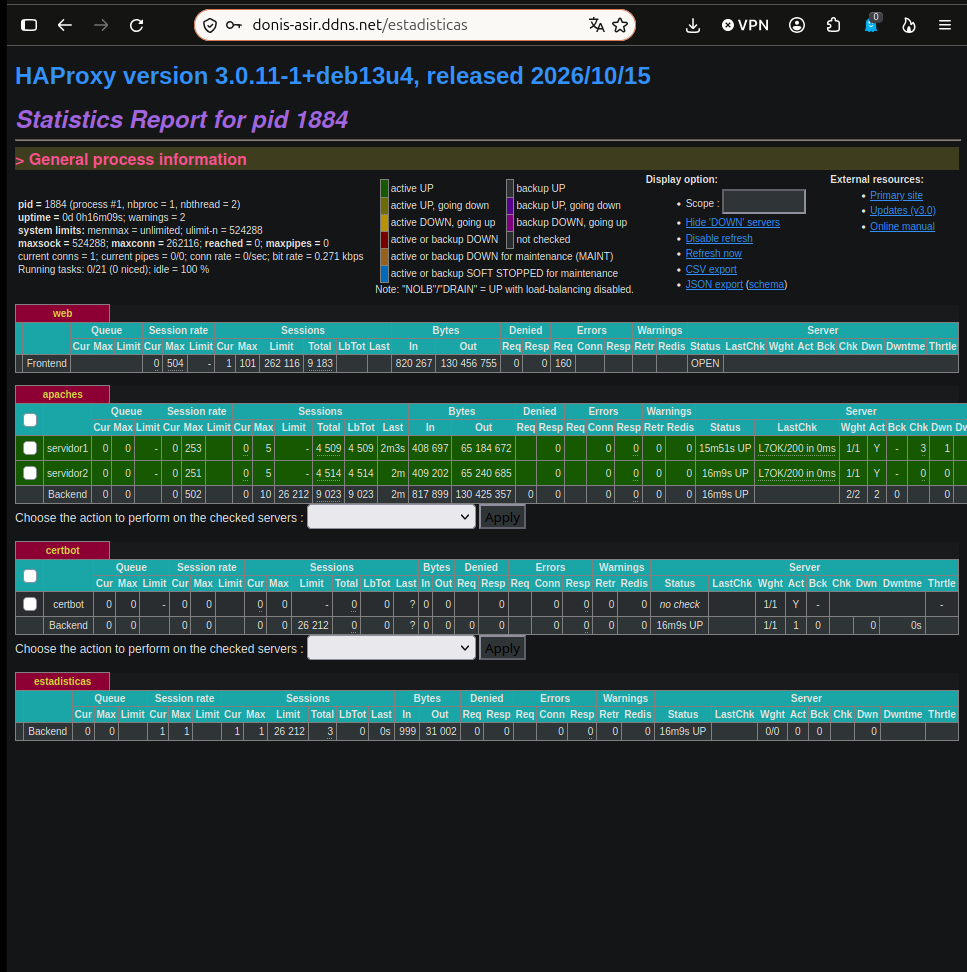 donis-asir.ddns.net/estadisticas
VPN
0
HAProxy version 3.0.11-1+deb13u4, released 2026/10/15
Statistics Report for pid 1884
> General process information
pid = 1884 (process #1, nbproc = 1, nbthread = 2)
uptime = 0d 0h16m09s; warnings = 2
system limits: memmax = unlimited; ulimit-n = 524288
maxsock = 524288; maxconn = 262116; reached = 0; maxpipes = 0
current conns = 1; current pipes = 0/0; conn rate = 0/sec; bit rate = 0.271 kbps
Running tasks: 0/21 (0 niced); idle = 100 %
active UP backup UP
active UP, going down backup UP, going down
active DOWN, going up backup DOWN, going up
active or backup DOWN not checked
active or backup DOWN for maintenance (MAINT)
active or backup SOFT STOPPED for maintenance
Note: "NOLB"/"DRAIN" = UP with load-balancing disabled.
Display option:
• Scope :
• Hide 'DOWN' servers
• Disable refresh
• Refresh now
• CSV export
• JSON export (schema)
External resources:
• Primary site
• Updates (v3.0)
• Online manual
web
Queue Session rate Sessions Bytes Denied Errors Warnings Server
Cur Max Limit Cur Max Limit Cur Max Limit Total LbTot Last In Out Req Resp Req Conn Resp Retr Redis Status LastChk Wght Act Bck Chk Dwn Dwntme Thrtle
Frontend 0 504 - 1 101 262 116 9 183 820 267 130 456 755 0 0 160 OPEN
apaches
Queue Session rate Sessions Bytes Denied Errors Warnings Server
Cur Max Limit Cur Max Limit Cur Max Limit Total LbTot Last In Out Req Resp Req Conn Resp Retr Redis Status LastChk Wght Act Bck Chk Dwn Dw
servidor1 0 0 - 0 253 0 5 - 4 509 4 509 2m3s 408 697 65 184 672 0 0 0 0 0 15m51s UP L7OK/200 in 0ms 1/1 Y - 3 1
servidor2 0 0 - 0 251 0 5 - 4 514 4 514 2m 409 202 65 240 685 0 0 0 0 0 16m9s UP L7OK/200 in 0ms 1/1 Y - 0 0
Backend 0 0 0 502 0 10 26 212 9 023 9 023 2m 817 899 130 425 357 0 0 0 0 0 0 16m9s UP 2/2 2 0 0
Choose the action to perform on the checked servers : Apply
certbot
Queue Session rate Sessions Bytes Denied Errors Warnings Server
Cur Max Limit Cur Max Limit Cur Max Limit Total LbTot Last In Out Req Resp Req Conn Resp Retr Redis Status LastChk Wght Act Bck Chk Dwn Dwntme Thrtle
certbot 0 0 - 0 0 0 0 - 0 0 ? 0 0 0 0 0 0 0 no check 1/1 Y - -
Backend 0 0 0 0 0 0 26 212 0 0 ? 0 0 0 0 0 0 0 0 16m9s UP 1/1 1 0 0 0s
Choose the action to perform on the checked servers : Apply
estadisticas
Queue Session rate Sessions Bytes Denied Errors Warnings Server
Cur Max Limit Cur Max Limit Cur Max Limit Total LbTot Last In Out Req Resp Req Conn Resp Retr Redis Status LastChk Wght Act Bck Chk Dwn Dwntme Thrtle
Backend 0 0 1 1 1 1 26 212 3 0 0s 999 31 002 0 0 0 0 0 0 16m9s UP 0/0 0 0 0